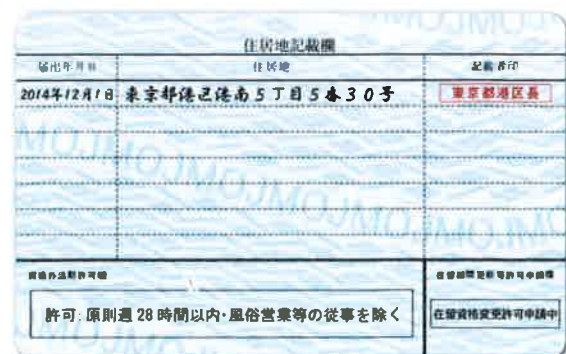 住居地記載欄
届出年月日 住居地 記載者印
2014年12月1日 東京都港区港南5丁目5番30号 東京都港区長
資格外活動許可欄 在留期間更新等許可申請欄
許可:原則週28時間以内・風俗営業等の従事を除く 在留資格変更許可申請中
MOJMOJMOJMOJMOJMO